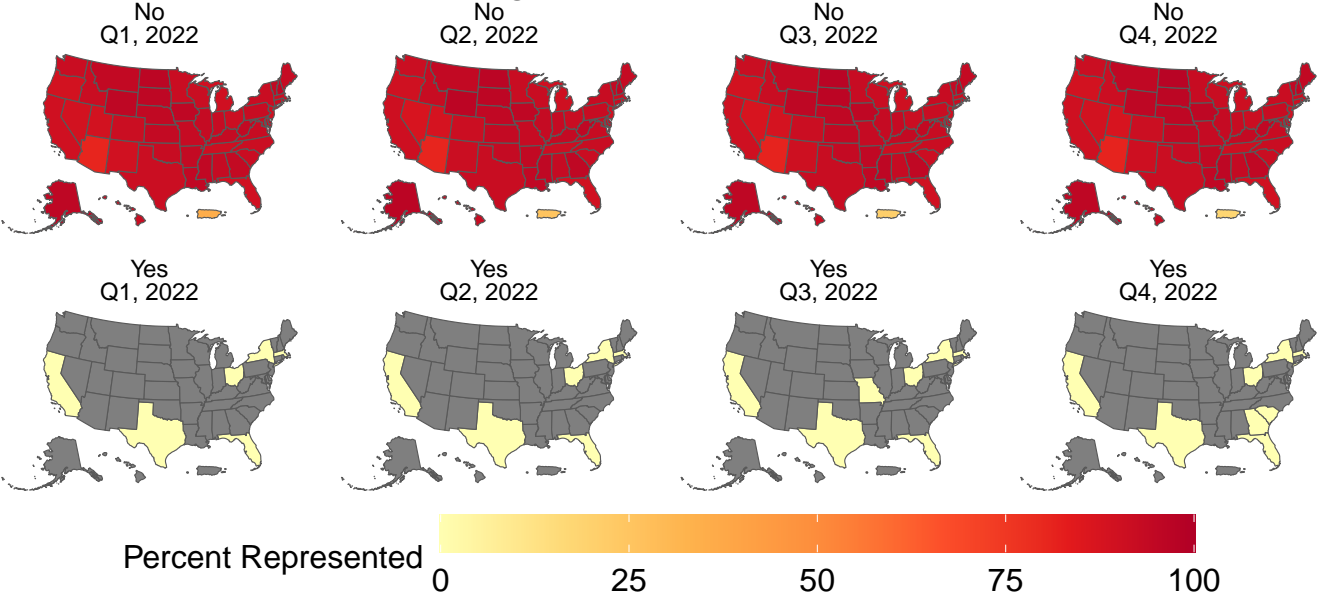 No
Q1, 2022
No
Q2, 2022
No
Q3, 2022
No
Q4, 2022
Yes
Q1, 2022
Yes
Q2, 2022
Yes
Q3, 2022
Yes
Q4, 2022
Percent Represented
0 25 50 75 100